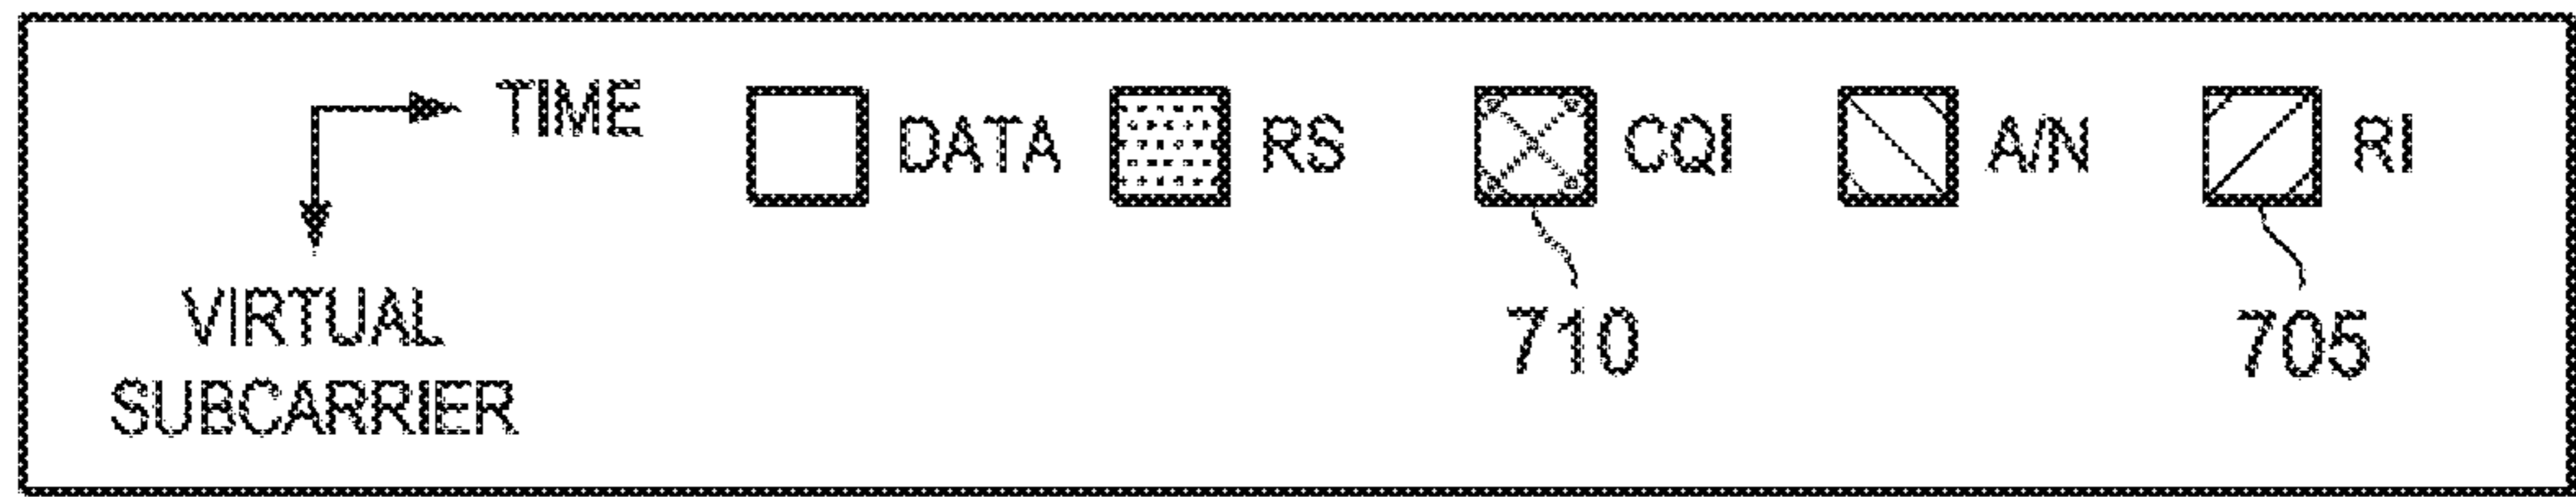 TIME DATA RS CQI A/N RI
VIRTUAL
SUBCARRIER
710 705